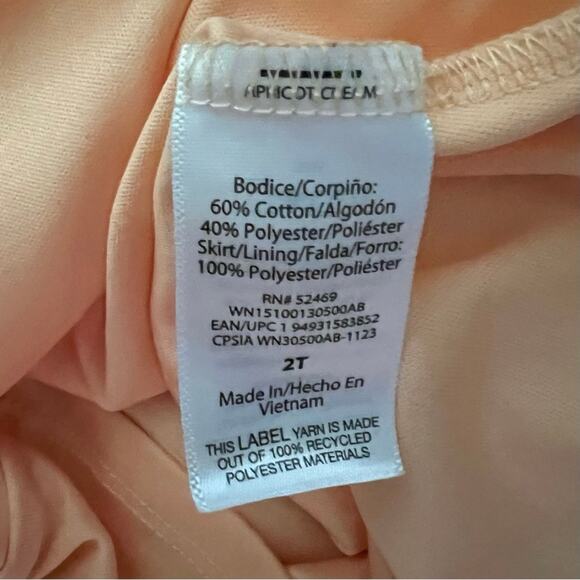 APRICOT CREAM
Bodice/Corpiño:
60% Cotton/Algodón
40% Polyester/Poliéster
Skirt/Lining/Falda/Forro:
100% Polyester/Poliéster
RN# 52469
WN15100130500AB
EAN/UPC 1 94931583852
CPSIA WN30500AB-1123
2T
Made In/Hecho En
Vietnam
THIS LABEL YARN IS MADE
OUT OF 100% RECYCLED
POLYESTER MATERIALS